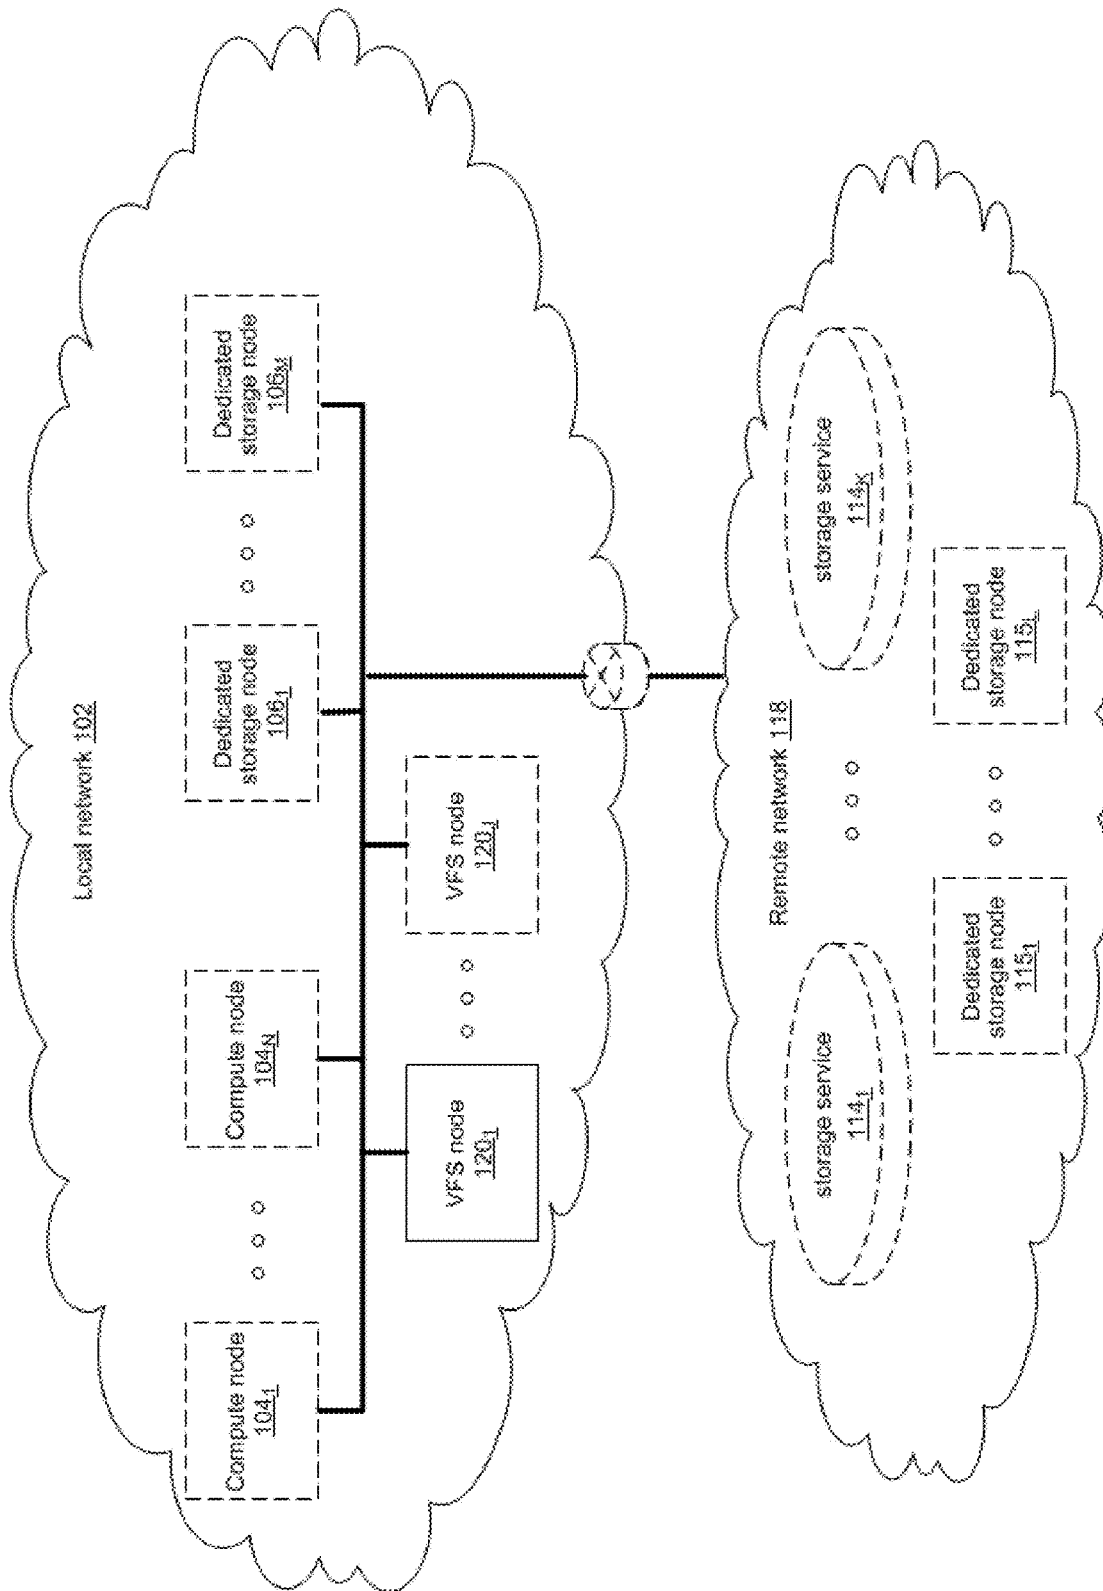 Local network 102
Compute node
104₁
Compute node
104N
Dedicated
storage node
106₁
Dedicated
storage node
106M
VFS node
120₁
VFS node
120J
Remote network 118
storage service
114₁
storage service
114K
Dedicated
storage node
115₁
Dedicated
storage node
115L